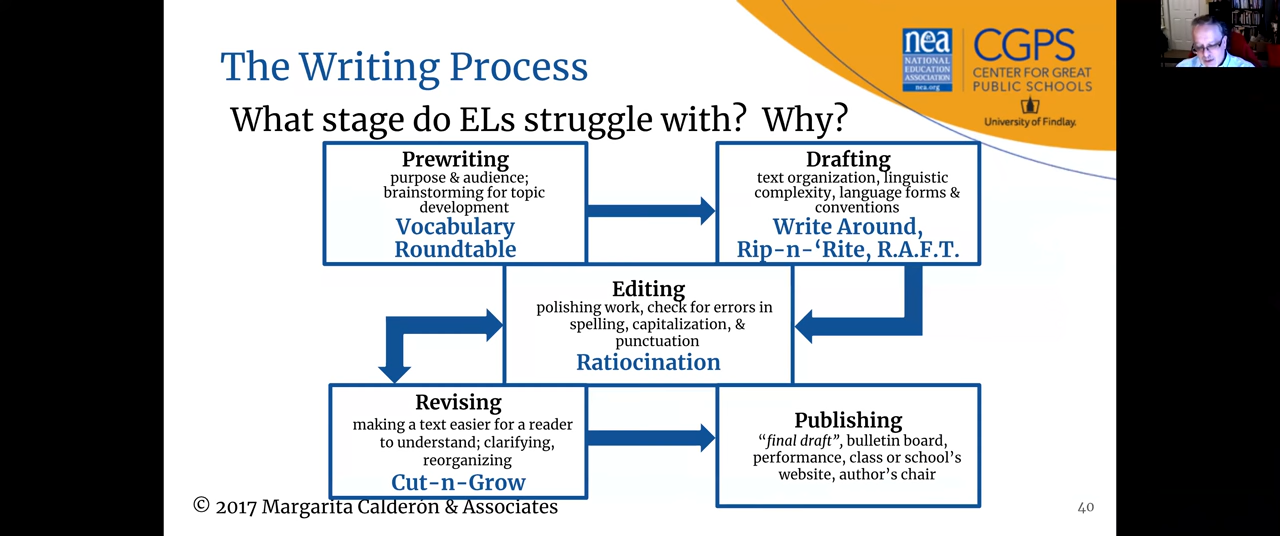 The Writing Process
What stage do ELs struggle with? Why?
nea
NATIONAL
EDUCATION
ASSOCIATION
nea.org
CGPS
CENTER FOR GREAT
PUBLIC SCHOOLS
University of Findlay.
Prewriting
purpose & audience;
brainstorming for topic
development
Vocabulary
Roundtable
Drafting
text organization, linguistic
complexity, language forms &
conventions
Write Around,
Rip-n-‘Rite, R.A.F.T.
Editing
polishing work, check for errors in
spelling, capitalization, &
punctuation
Ratiocination
Revising
making a text easier for a reader
to understand; clarifying,
reorganizing
Cut-n-Grow
Publishing
“final draft”, bulletin board,
performance, class or school’s
website, author’s chair
© 2017 Margarita Calderón & Associates
40